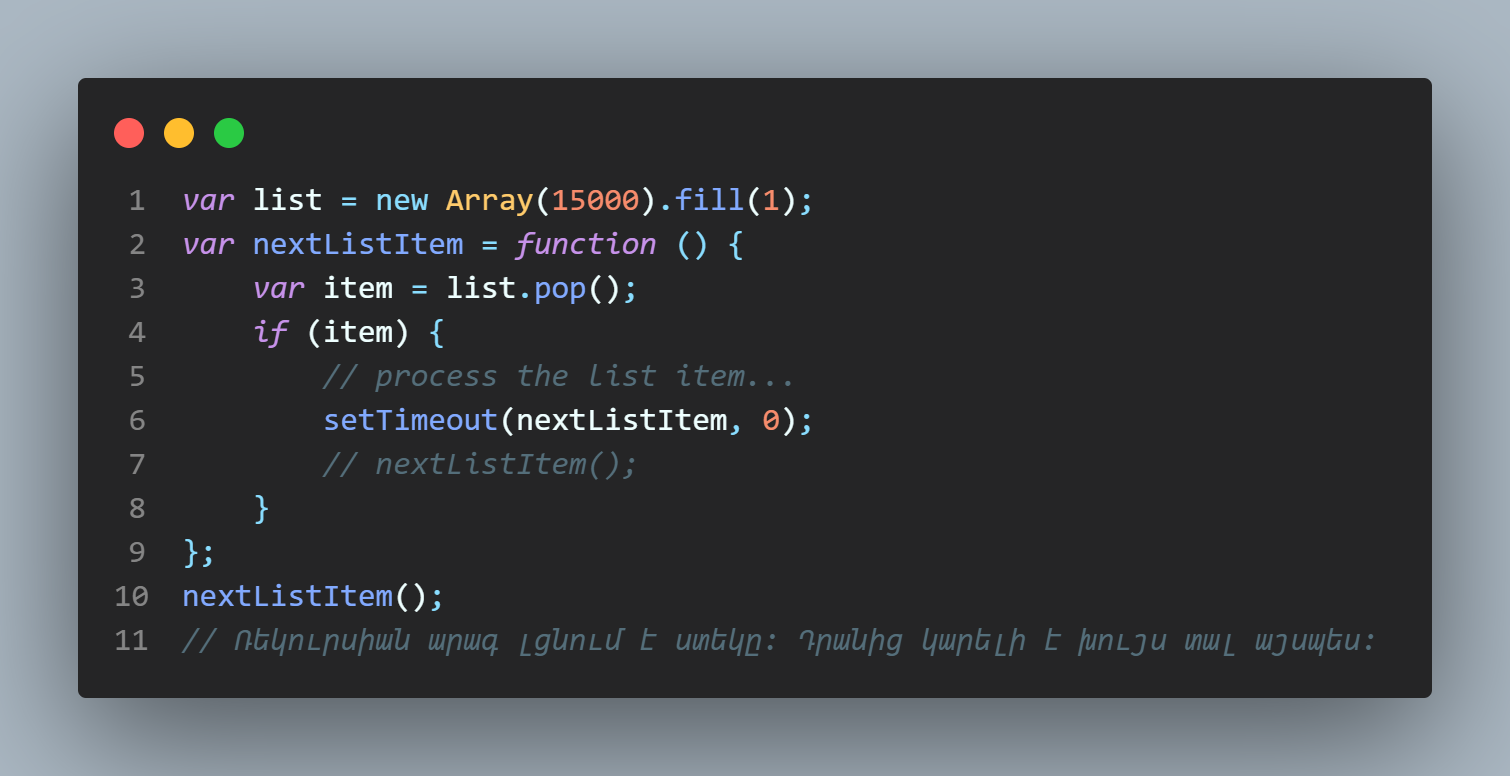 1 var list = new Array(15000).fill(1);
2 var nextListItem = function () {
3     var item = list.pop();
4     if (item) {
5         // process the list item...
6         setTimeout(nextListItem, 0);
7         // nextListItem();
8     }
9 };
10 nextListItem();
11 // Ռեկուրսիան արագ լցնում է ստեկը: Դրանից կարելի է խույս տալ այսպես: